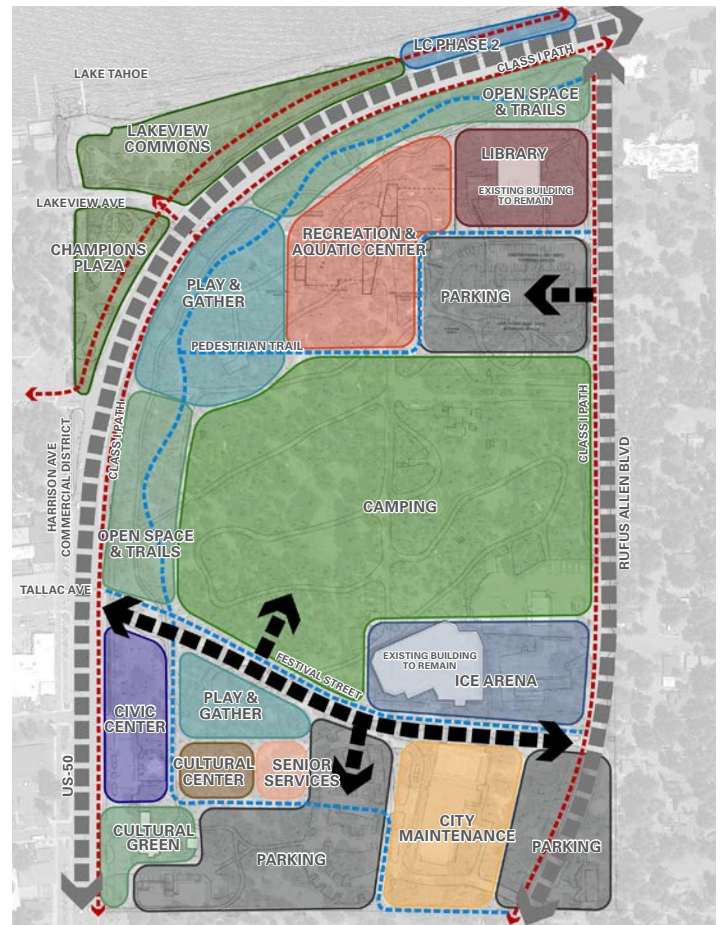 LC PHASE 2
CLASS I PATH
LAKE TAHOE
OPEN SPACE
& TRAILS
LAKEVIEW
COMMONS
LIBRARY
EXISTING BUILDING
TO REMAIN
LAKEVIEW AVE
CHAMPIONS
PLAZA
RECREATION &
AQUATIC CENTER
PLAY &
GATHER
PARKING
PEDESTRIAN TRAIL
CLASS I PATH
CLASS I PATH
HARRISON AVE
COMMERCIAL DISTRICT
RUFUS ALLEN BLVD
CAMPING
OPEN SPACE
& TRAILS
TALLAC AVE
FESTIVAL STREET
EXISTING BUILDING
TO REMAIN
ICE ARENA
PLAY &
GATHER
CIVIC
CENTER
US-50
CULTURAL
CENTER
SENIOR
SERVICES
CULTURAL
GREEN
CITY
MAINTENANCE
PARKING
PARKING